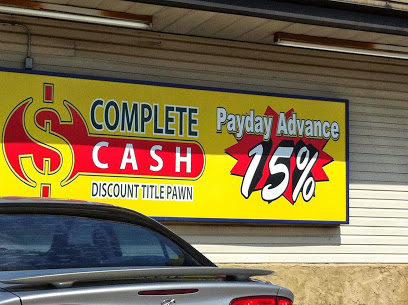 $
COMPLETE
CASH
DISCOUNT TITLE PAWN
Payday Advance
15%